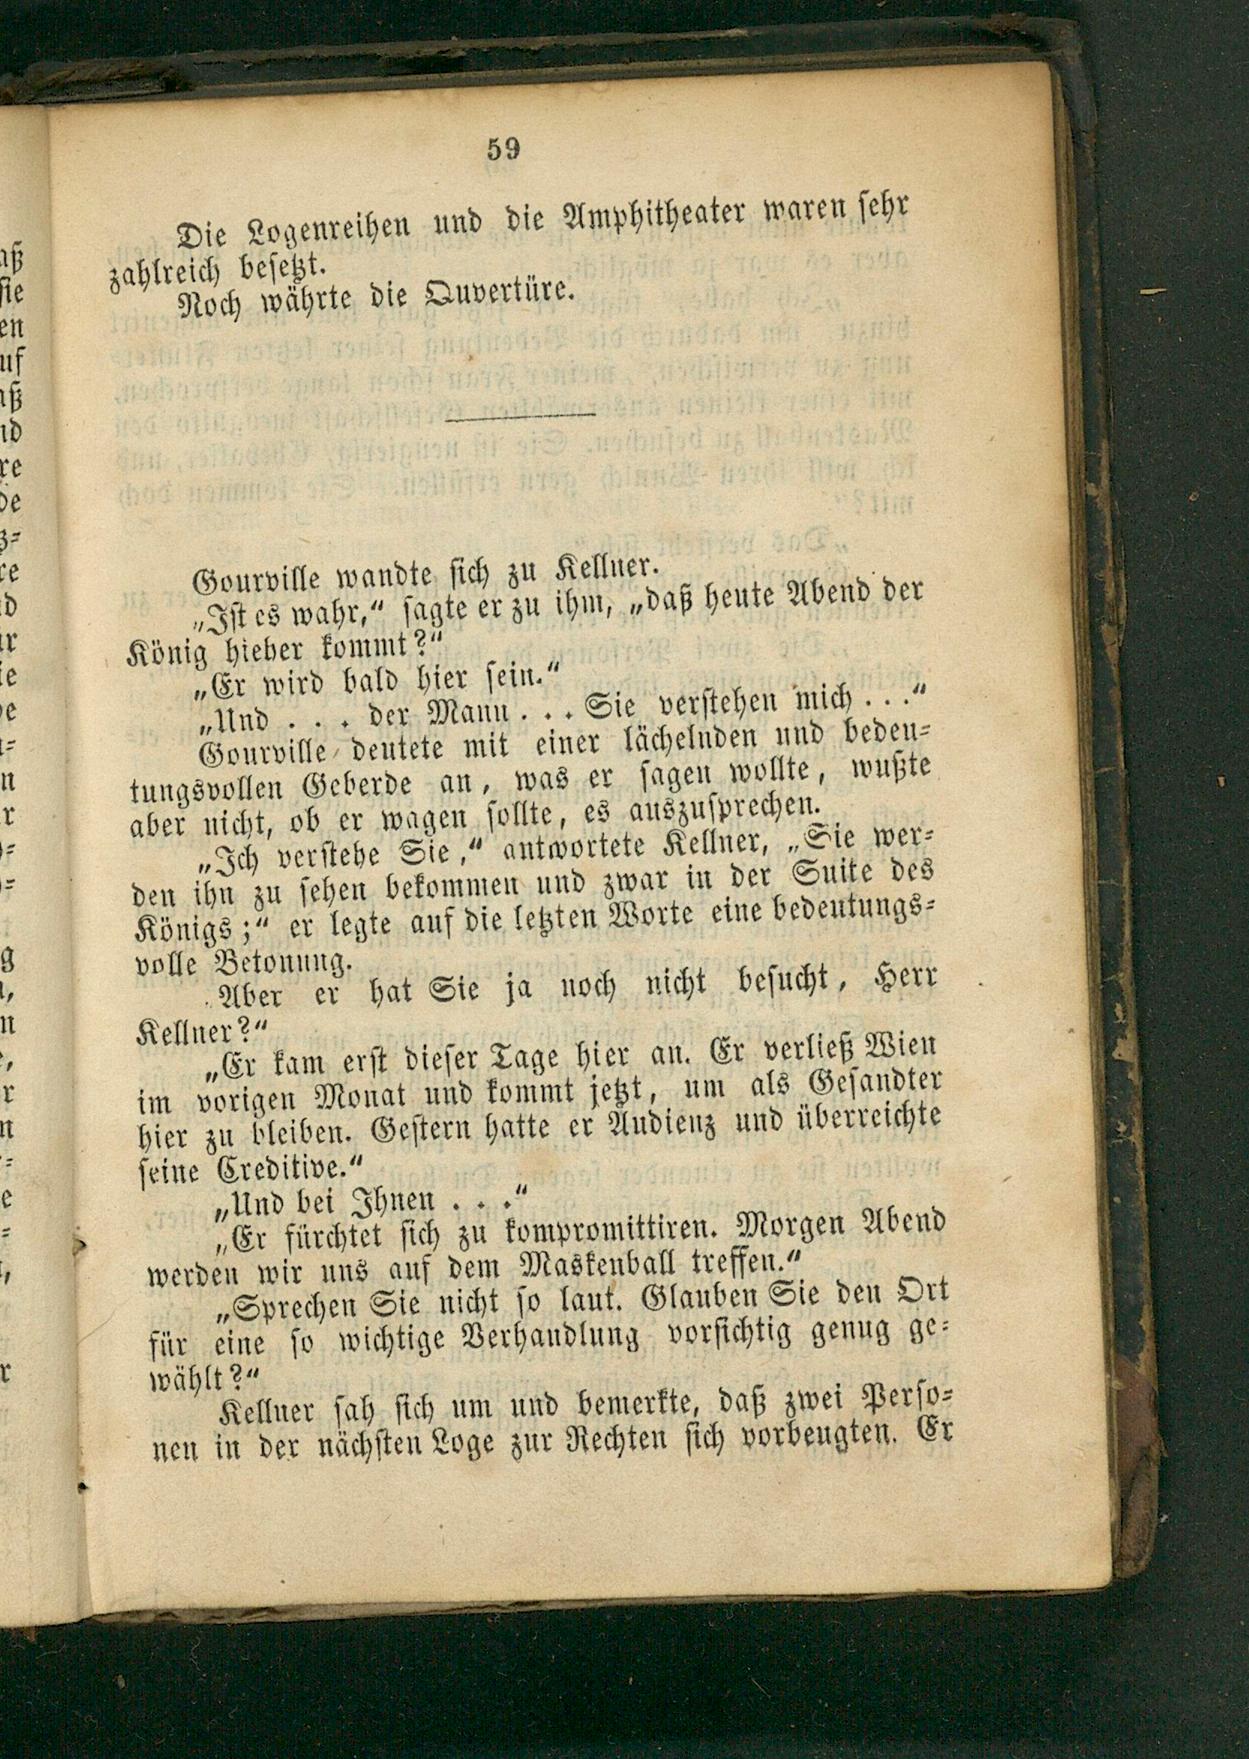 59
Die Logenreihen und die Amphitheater waren sehr
zahlreich besetzt.
Noch währte die Ouvertüre.
Gourville wandte sich zu Kellner.
„Ist es wahr,“ sagte er zu ihm, „daß heute Abend der
König hieher kommt?“
„Er wird bald hier sein.“
„Und . . . der Mann . . . Sie verstehen mich . . .“
Gourville deutete mit einer lächelnden und bedeu=
tungsvollen Geberde an, was er sagen wollte, wußte
aber nicht, ob er wagen sollte, es auszusprechen.
„Ich verstehe Sie,“ antwortete Kellner, „Sie wer=
den ihn zu sehen bekommen und zwar in der Suite des
Königs;“ er legte auf die letzten Worte eine bedeutungs=
volle Betonung.
Aber er hat Sie ja noch nicht besucht, Herr
Kellner?“
„Er kam erst dieser Tage hier an. Er verließ Wien
im vorigen Monat und kommt jetzt, um als Gesandter
hier zu bleiben. Gestern hatte er Audienz und überreichte
seine Creditive.“
„Und bei Ihnen . . .“
„Er fürchtet sich zu kompromittiren. Morgen Abend
werden wir uns auf dem Maskenball treffen.“
„Sprechen Sie nicht so laut. Glauben Sie den Ort
für eine so wichtige Verhandlung vorsichtig genug ge=
wählt?“
Kellner sah sich um und bemerkte, daß zwei Perso=
nen in der nächsten Loge zur Rechten sich vorbeugten. Er